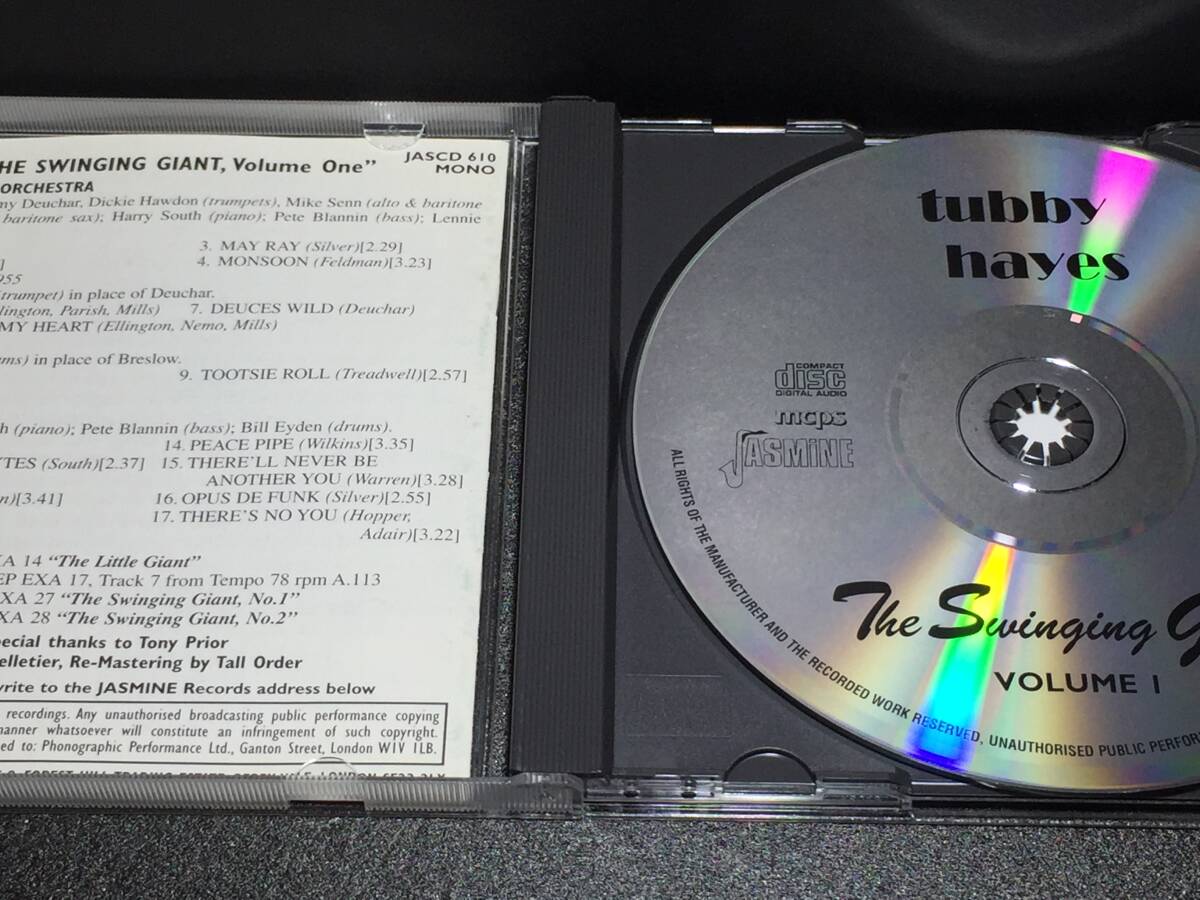 HE SWINGING GIANT, Volume One"
JASCD 610
MONO
ORCHESTRA
my Deuchar, Dickie Hawdon (trumpets), Mike Senn (alto & baritone
baritone sax); Harry South (piano); Pete Blannin (bass); Lennie
3. MAY RAY (Silver)[2.29]
] 4. MONSOON (Feldman)[3.23]
955
(trumpet) in place of Deuchar.
llington, Parish, Mills) 7. DEUCES WILD (Deuchar)
MY HEART (Ellington, Nemo, Mills)
ums) in place of Breslow.
9. TOOTSIE ROLL (Treadwell)[2.57]
h (piano); Pete Blannin (bass); Bill Eyden (drums).
14. PEACE PIPE (Wilkins)[3.35]
YTES (South)[2.37] 15. THERE'LL NEVER BE
ANOTHER YOU (Warren)[3.28]
n)[3.41] 16. OPUS DE FUNK (Silver)[2.55]
17. THERE'S NO YOU (Hopper,
Adair)[3.22]
XA 14 "The Little Giant"
EP EXA 17, Track 7 from Tempo 78 rpm A.113
EXA 27 "The Swinging Giant, No.1"
EXA 28 "The Swinging Giant, No.2"
pecial thanks to Tony Prior
elletier, Re-Mastering by Tall Order
write to the JASMINE Records address below
recordings. Any unauthorised broadcasting public performance copying
manner whatsoever will constitute an infringement of such copyright.
ed to: Phonographic Performance Ltd., Ganton Street, London W1V 1LB.
tubby
hayes
COMPACT
disc
DIGITAL AUDIO
mcps
JASMINE
The Swinging G
VOLUME 1
ALL RIGHTS OF THE MANUFACTURER AND THE RECORDED WORK RESERVED, UNAUTHORISED PUBLIC PERFOR